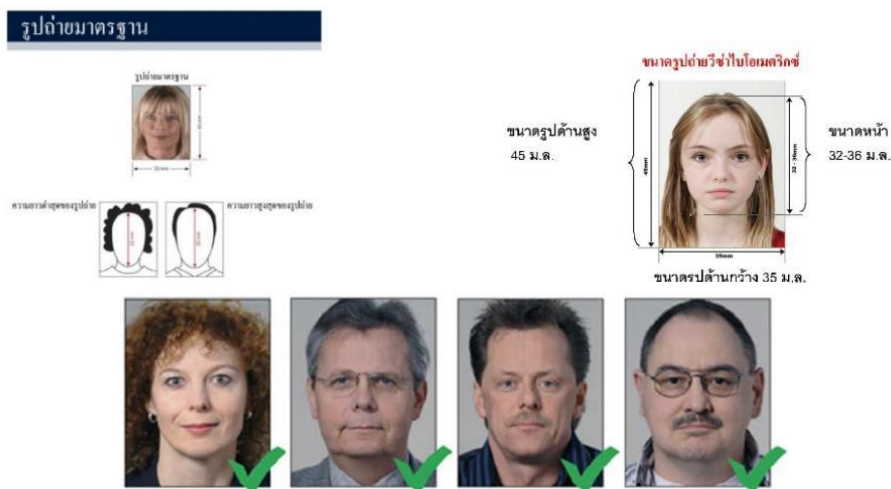 รูปถ่ายมาตรฐาน
รูปถ่ายมาตรฐาน
45 mm
35 mm
ความยาวต่ำสุดของรูปถ่าย
ความยาวสูงสุดของรูปถ่าย
ขนาดรูปถ่ายวีซ่าไบโอเมตริกซ์
ขนาดรูปด้านสูง
45 ม.ล.
45mm
32 - 36mm
ขนาดหน้า
32-36 ม.ล.
35mm
ขนาดรปด้านกว้าง 35 ม.ล.